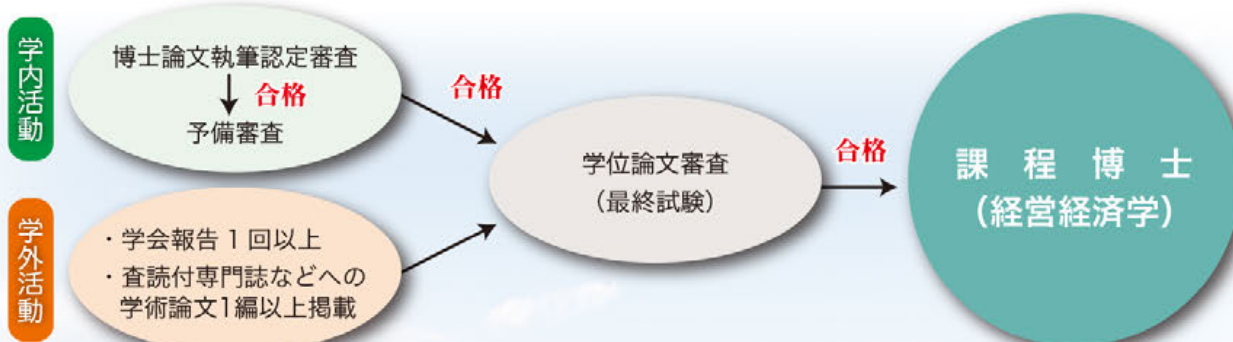 学内活動
博士論文執筆認定審査
合格
予備審査
合格
学外活動
・学会報告 1 回以上
・査読付専門誌などへの
学術論文1編以上掲載
学位論文審査
（最終試験）
合格
課程博士
（経営経済学）